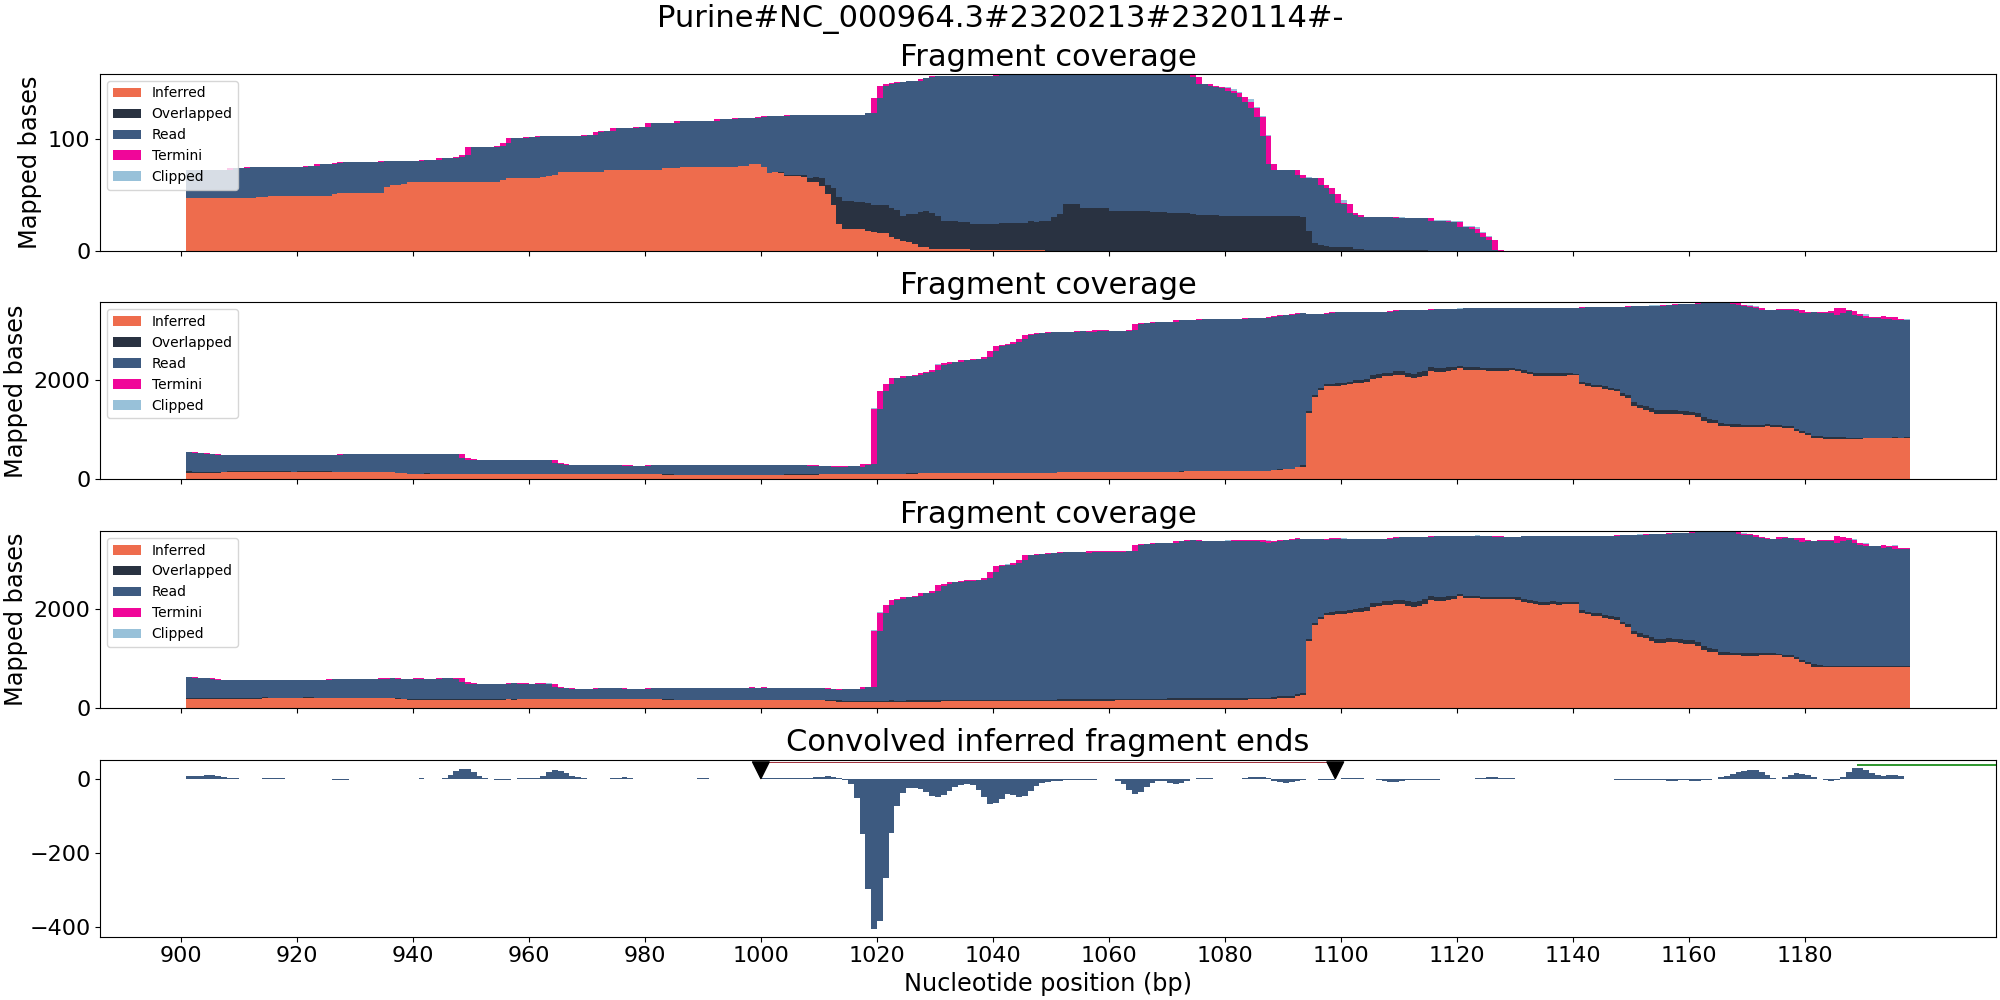 Purine#NC_000964.3#2320213#2320114#-
Fragment coverage
Mapped bases
100
0
Inferred
Overlapped
Read
Termini
Clipped
Fragment coverage
Mapped bases
2000
0
Inferred
Overlapped
Read
Termini
Clipped
Fragment coverage
Mapped bases
2000
0
Inferred
Overlapped
Read
Termini
Clipped
Convolved inferred fragment ends
0
−200
−400
900 920 940 960 980 1000 1020 1040 1060 1080 1100 1120 1140 1160 1180
Nucleotide position (bp)